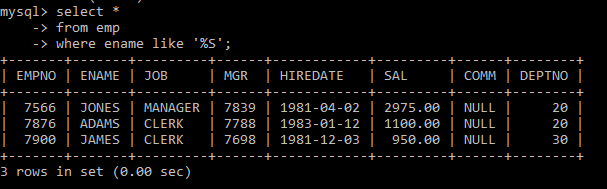 mysql> select *
    -> from emp
    -> where ename like '%S';
+-------+-------+---------+------+------------+---------+------+--------+
| EMPNO | ENAME | JOB     | MGR  | HIREDATE   | SAL     | COMM | DEPTNO |
+-------+-------+---------+------+------------+---------+------+--------+
|  7566 | JONES | MANAGER | 7839 | 1981-04-02 | 2975.00 | NULL |     20 |
|  7876 | ADAMS | CLERK   | 7788 | 1983-01-12 | 1100.00 | NULL |     20 |
|  7900 | JAMES | CLERK   | 7698 | 1981-12-03 |  950.00 | NULL |     30 |
+-------+-------+---------+------+------------+---------+------+--------+
3 rows in set (0.00 sec)